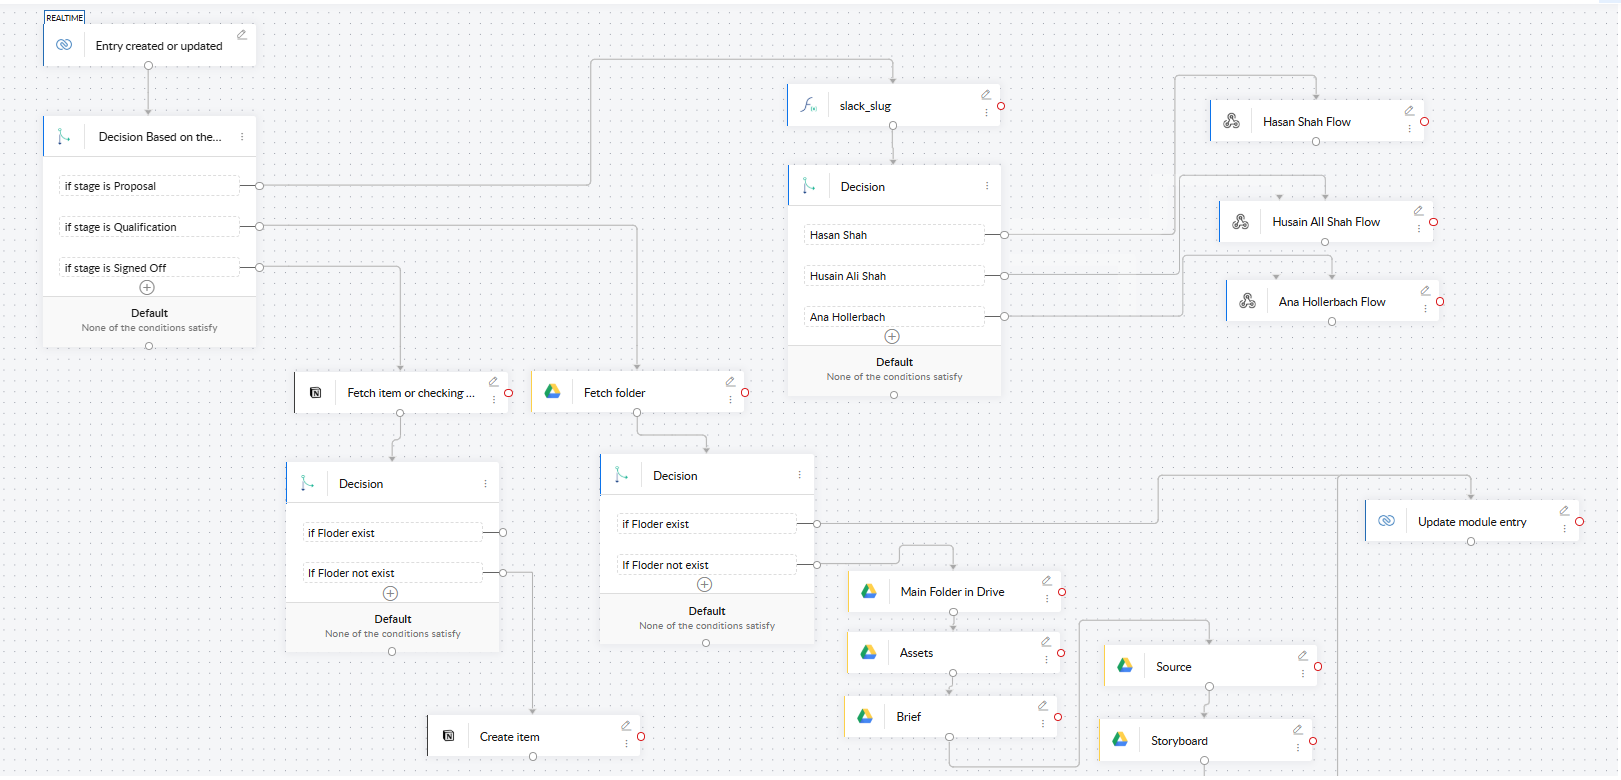 REALTIME
Entry created or updated
Decision Based on the...
if stage is Proposal
if stage is Qualification
if stage is Signed Off
Default
None of the conditions satisfy
slack_slug
Decision
Hasan Shah
Husain Ali Shah
Ana Hollerbach
Default
None of the conditions satisfy
Hasan Shah Flow
Husain All Shah Flow
Ana Hollerbach Flow
Fetch item or checking ...
Fetch folder
Decision
if Floder exist
If Floder not exist
Default
None of the conditions satisfy
Decision
if Floder exist
If Floder not exist
Default
None of the conditions satisfy
Update module entry
Main Folder in Drive
Assets
Brief
Source
Storyboard
Create item